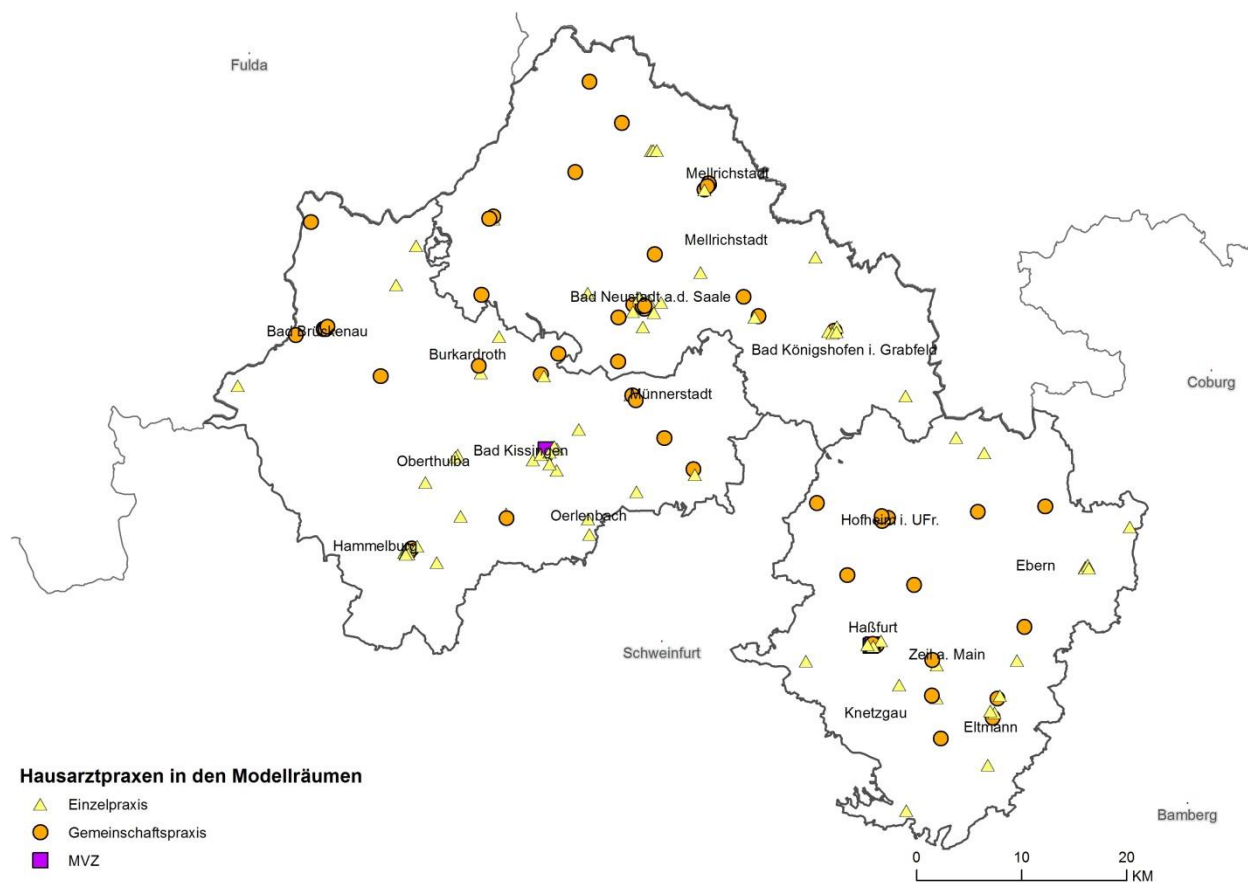 Fulda
Mellrichstadt
Mellrichstadt
Bad Neustadt a.d. Saale
Bad Brückenau
Burkardroth
Bad Königshofen i. Grabfeld
Coburg
Münnerstadt
Bad Kissingen
Oberthulba
Oerlenbach
Hofheim i. UFr.
Hammelburg
Ebern
Haßfurt
Schweinfurt
Zeil a. Main
Knetzgau
Eltmann
Hausarztpraxen in den Modellräumen
Einzelpraxis
Gemeinschaftspraxis
MVZ
Bamberg
0 10 20
KM